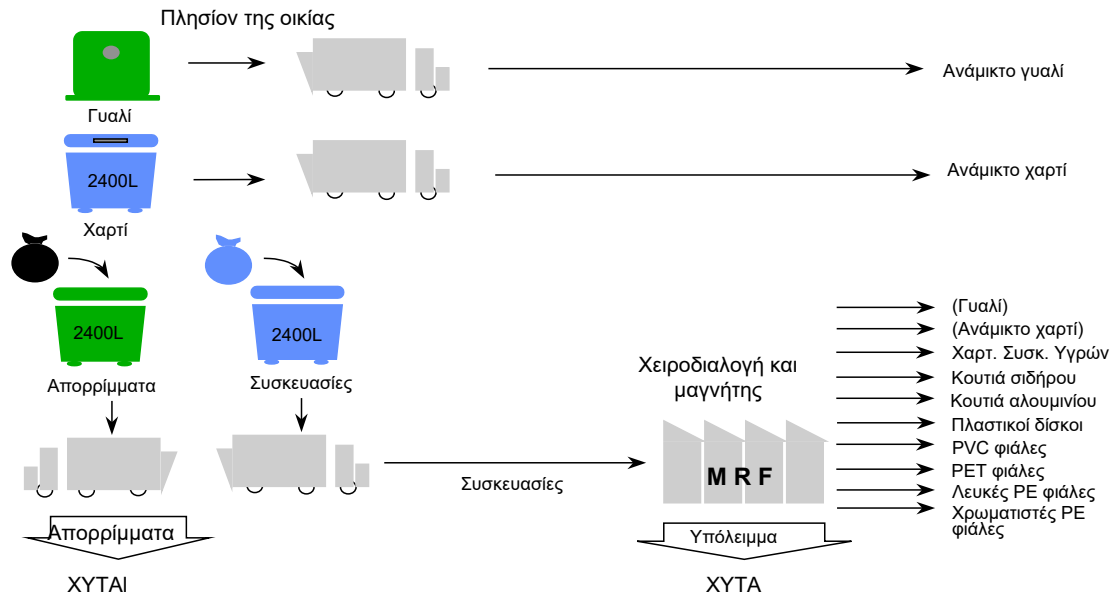 Πλησίον της οικίας
Γυαλί
Ανάμικτο γυαλί
2400L
Χαρτί
Ανάμικτο χαρτί
2400L
Απορρίμματα
2400L
Συσκευασίες
Συσκευασίες
Χειροδιαλογή και
μαγνήτης
M R F
(Γυαλί)
(Ανάμικτο χαρτί)
Χαρτ. Συσκ. Υγρών
Κουτιά σιδήρου
Κουτιά αλουμινίου
Πλαστικοί δίσκοι
PVC φιάλες
PET φιάλες
Λευκές PE φιάλες
Χρωματιστές PE
φιάλες
Απορρίμματα
ΧΥΤΑΙ
Υπόλειμμα
ΧΥΤΑ